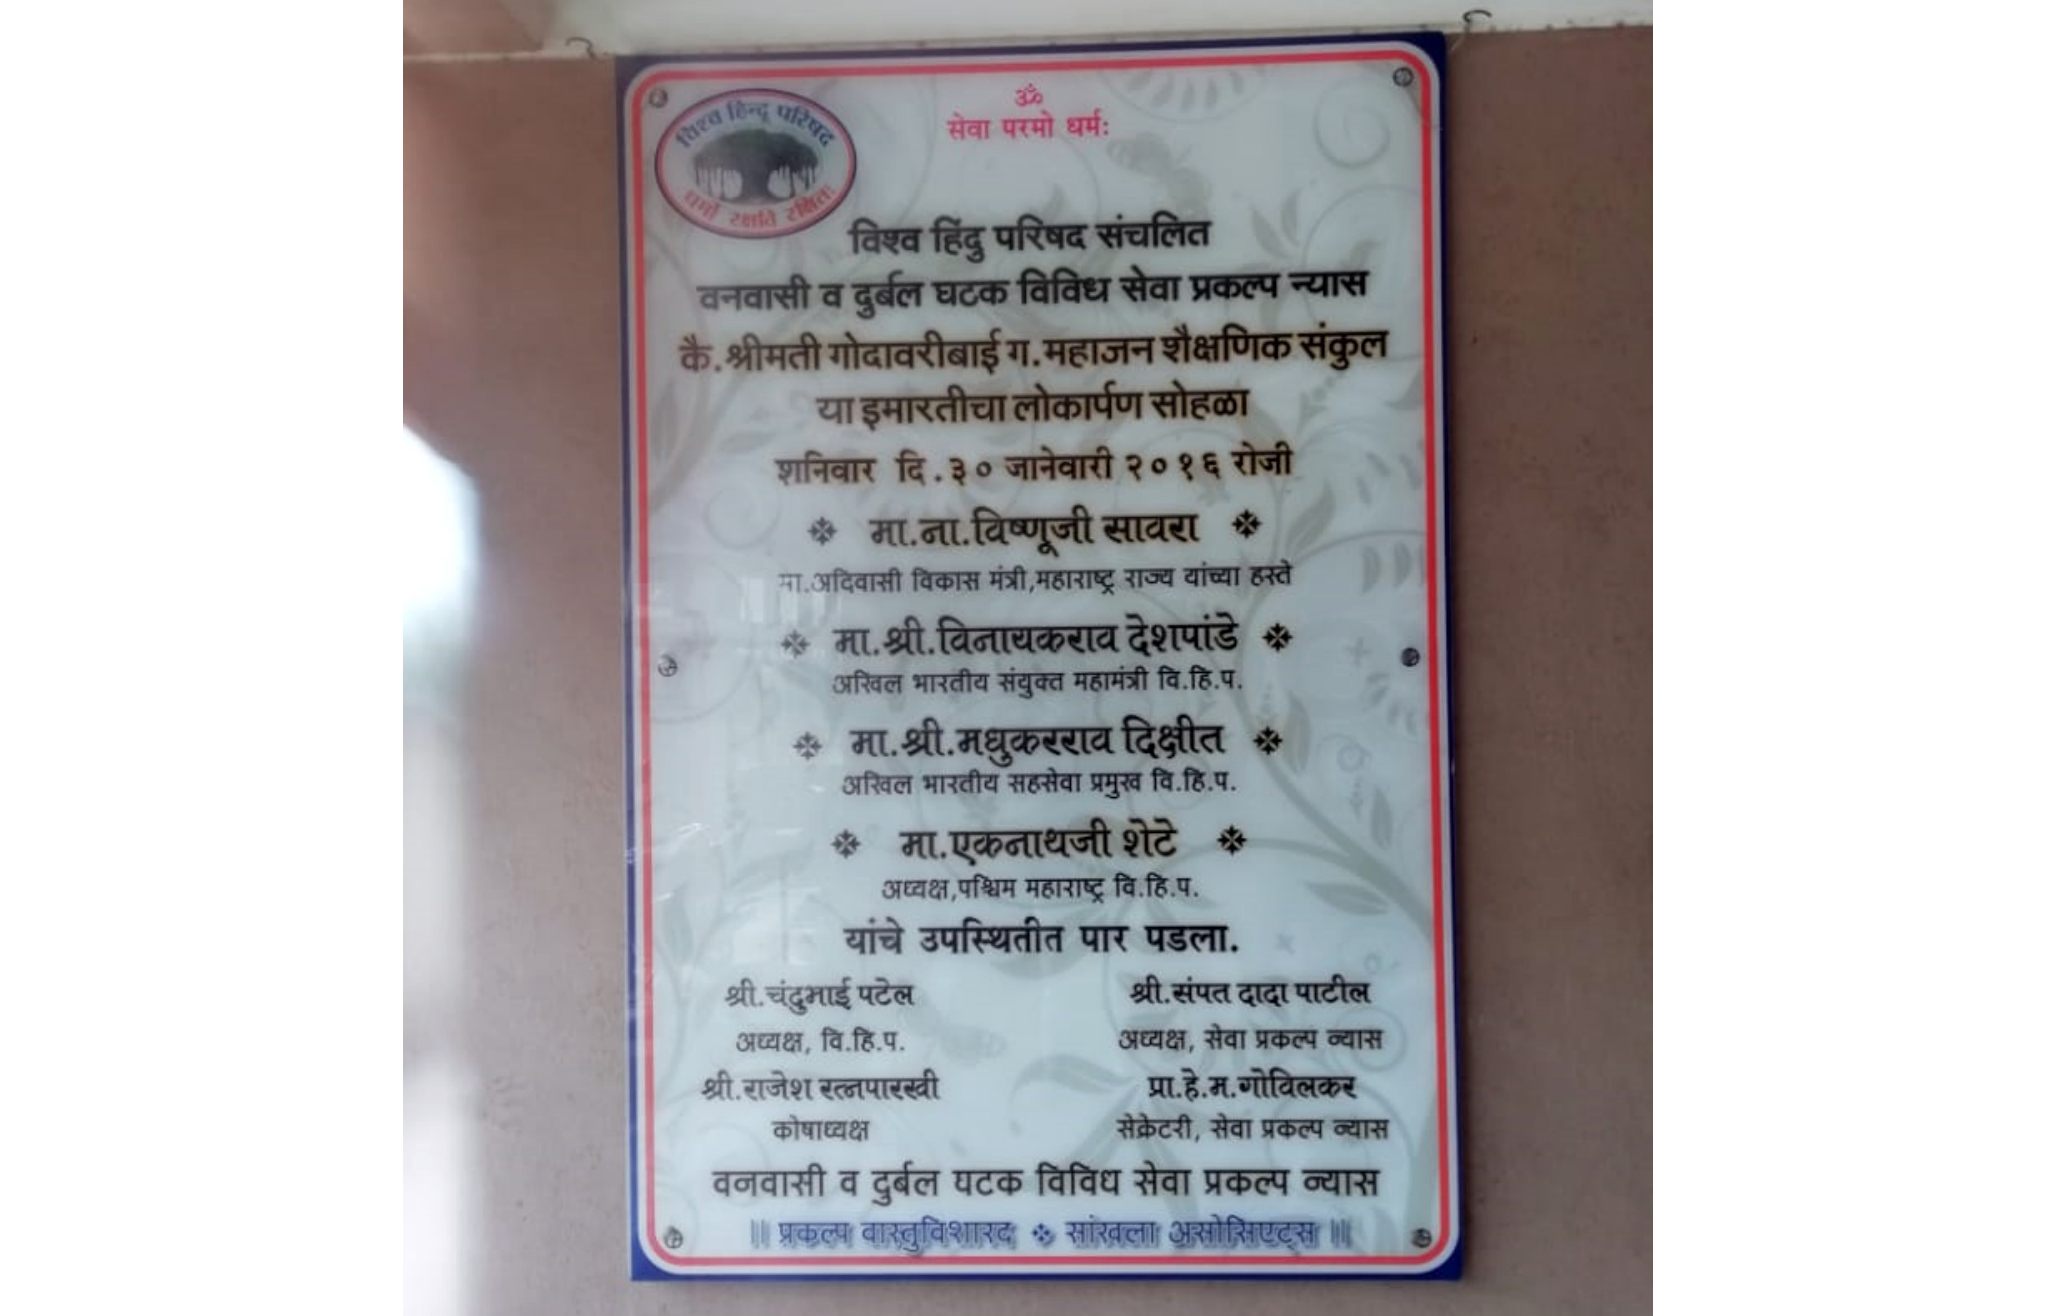 विश्व हिन्दू परिषद
धर्मो रक्षति रक्षितः
ॐ
सेवा परमो धर्मः
विश्व हिंदु परिषद संचलित
वनवासी व दुर्बल घटक विविध सेवा प्रकल्प न्यास
कै.श्रीमती गोदावरीबाई ग.महाजन शैक्षणिक संकुल
या इमारतीचा लोकार्पण सोहळा
शनिवार दि.३० जानेवारी २०१६ रोजी
मा.ना.विष्णूजी सावरा
मा.अदिवासी विकास मंत्री,महाराष्ट्र राज्य यांच्या हस्ते
मा.श्री.विनायकराव देशपांडे
अखिल भारतीय संयुक्त महामंत्री वि.हि.प.
मा.श्री.मधुकरराव दिक्षीत
अखिल भारतीय सहसेवा प्रमुख वि.हि.प.
मा.एकनाथजी शेटे
अध्यक्ष,पश्चिम महाराष्ट्र वि.हि.प.
यांचे उपस्थितीत पार पडला.
श्री.चंदुभाई पटेल श्री.संपत दादा पाटील
अध्यक्ष, वि.हि.प. अध्यक्ष, सेवा प्रकल्प न्यास
श्री.राजेश रत्नपारखी प्रा.हे.म.गोविलकर
कोषाध्यक्ष सेक्रेटरी, सेवा प्रकल्प न्यास
वनवासी व दुर्बल घटक विविध सेवा प्रकल्प न्यास
॥ प्रकल्प वास्तुविशारद ❖ सांखला असोसिएट्स ॥